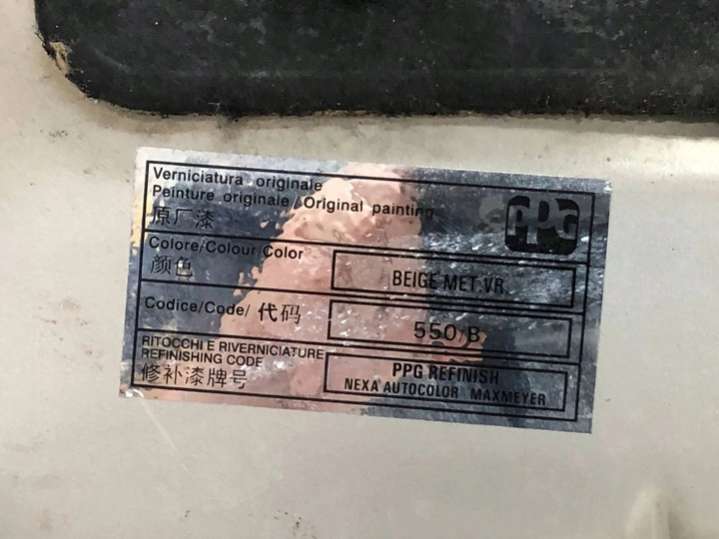 Verniciatura originale
Peinture originale/Original painting
原厂漆
PPG
Colore/Colour/Color
颜色
BEIGE MET.VR.
Codice/Code/ 代码
550/B
RITOCCHI E RIVERNICIATURE
REFINISHING CODE
修补漆牌号
PPG REFINISH
NEXA AUTOCOLOR MAXMEYER